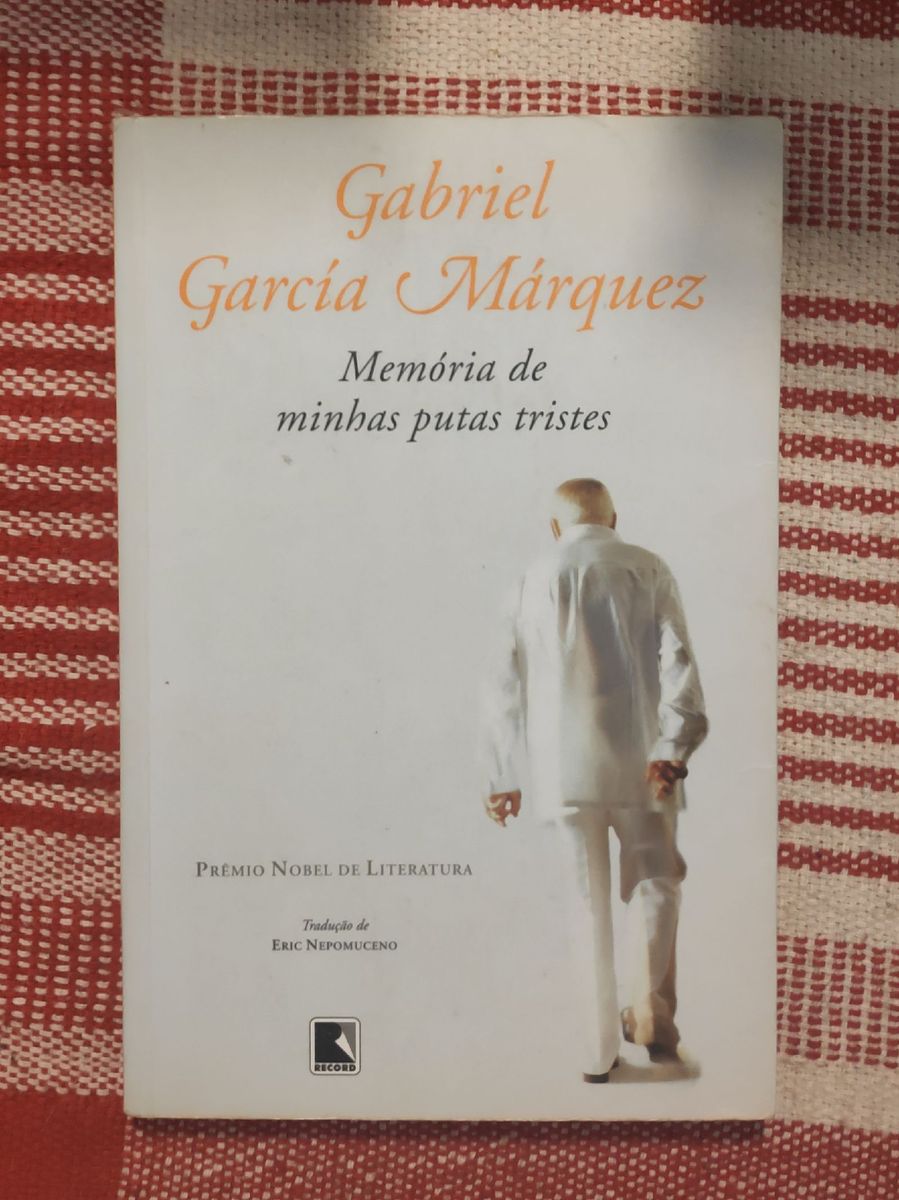 Gabriel
García Márquez
Memória de
minhas putas tristes
PRÊMIO NOBEL DE LITERATURA
Tradução de
ERIC NEPOMUCENO
R
RECORD